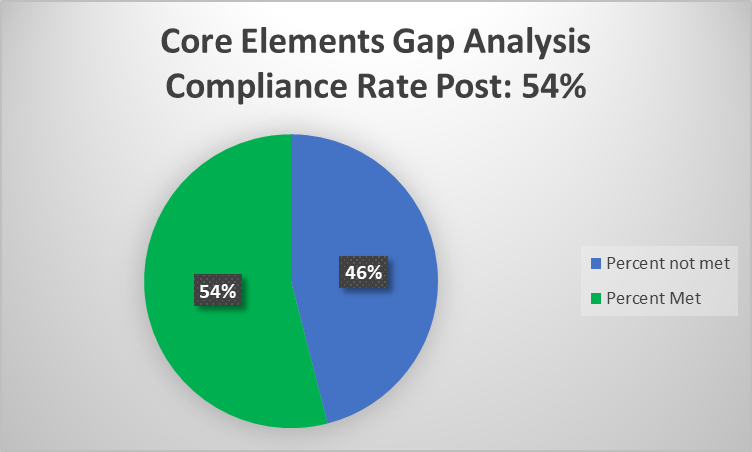 Core Elements Gap Analysis
Compliance Rate Post: 54%
46%
54%
Percent not met
Percent Met